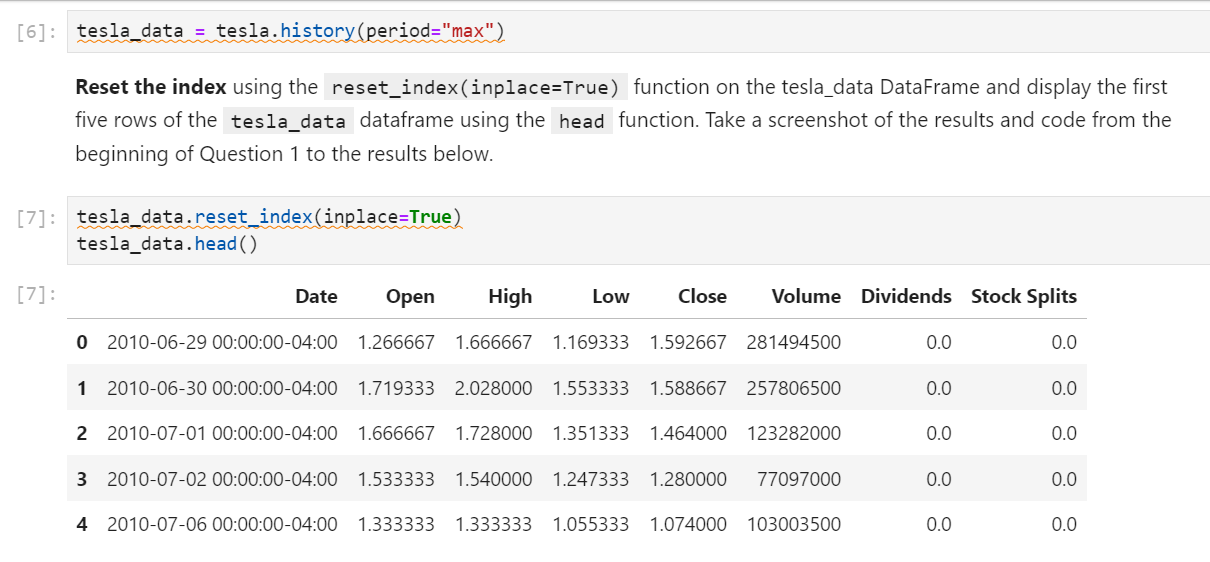 [6]: tesla_data = tesla.history(period="max")
Reset the index using the reset_index(inplace=True) function on the tesla_data DataFrame and display the first
five rows of the tesla_data dataframe using the head function. Take a screenshot of the results and code from the
beginning of Question 1 to the results below.
[7]: tesla_data.reset_index(inplace=True)
tesla_data.head()
[7]: Date Open High Low Close Volume Dividends Stock Splits
0 2010-06-29 00:00:00-04:00 1.266667 1.666667 1.169333 1.592667 281494500 0.0 0.0
1 2010-06-30 00:00:00-04:00 1.719333 2.028000 1.553333 1.588667 257806500 0.0 0.0
2 2010-07-01 00:00:00-04:00 1.666667 1.728000 1.351333 1.464000 123282000 0.0 0.0
3 2010-07-02 00:00:00-04:00 1.533333 1.540000 1.247333 1.280000 77097000 0.0 0.0
4 2010-07-06 00:00:00-04:00 1.333333 1.333333 1.055333 1.074000 103003500 0.0 0.0